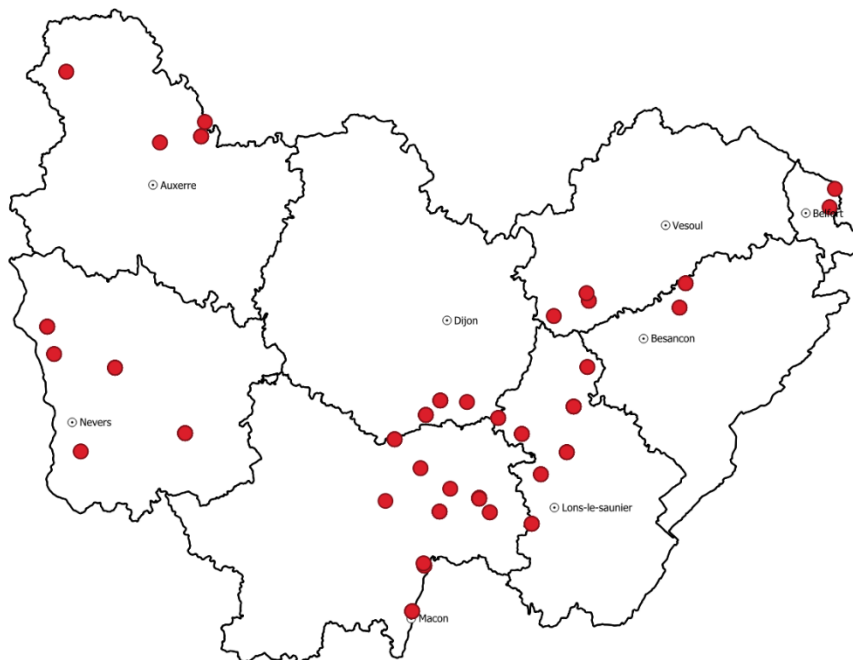 Auxerre
Belfort
Vesoul
Dijon
Besancon
Nevers
Lons-le-saunier
Macon